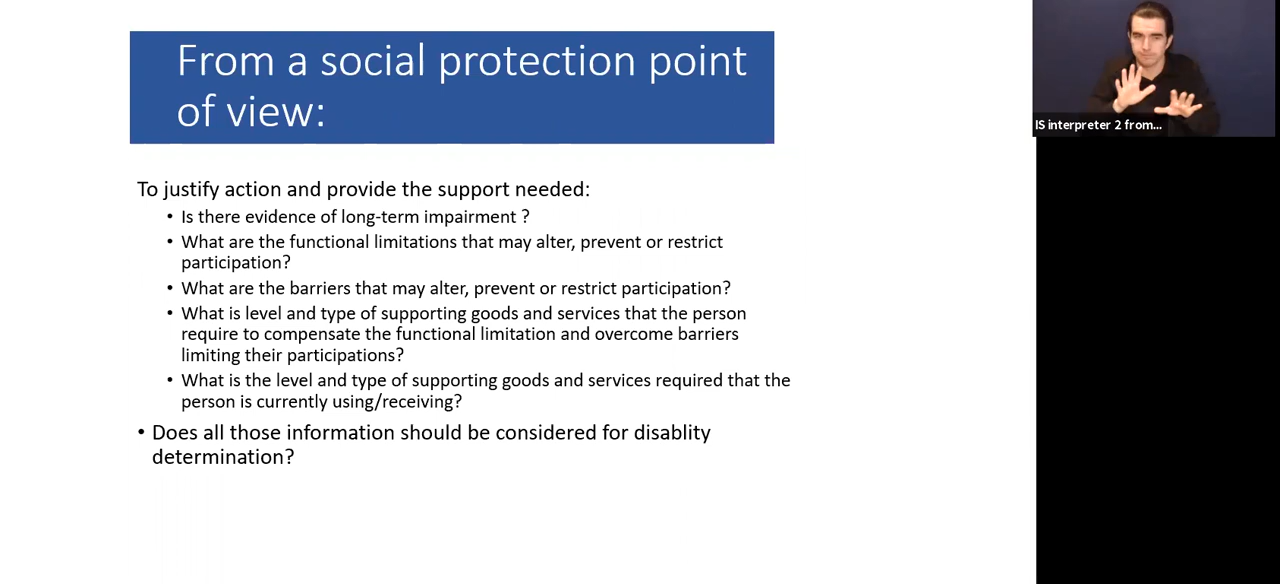 From a social protection point
of view:
IS interpreter 2 from...
To justify action and provide the support needed:
• Is there evidence of long-term impairment ?
• What are the functional limitations that may alter, prevent or restrict
participation?
• What are the barriers that may alter, prevent or restrict participation?
• What is level and type of supporting goods and services that the person
require to compensate the functional limitation and overcome barriers
limiting their participations?
• What is the level and type of supporting goods and services required that the
person is currently using/receiving?
• Does all those information should be considered for disablity
determination?